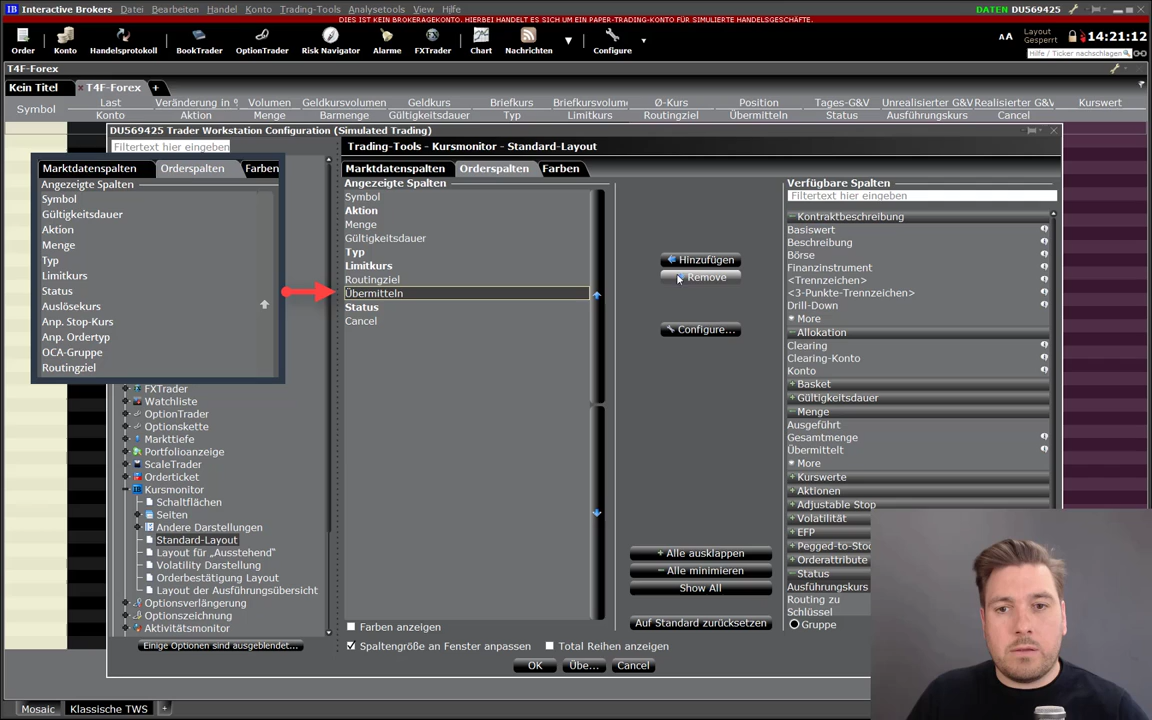 Interactive Brokers Datei Bearbeiten Handel Konto Trading-Tools Analysetools View Hilfe DATEN DU569425
DIES IST KEIN BROKERAGEKONTO. HIERBEI HANDELT ES SICH UM EIN PAPER-TRADING-KONTO FÜR SIMULIERTE HANDELSGESCHÄFTE.
Order Konto Handelsprotokoll BookTrader OptionTrader Risk Navigator Alarme FXTrader Chart Nachrichten Configure
AA Layout Gesperrt 14:21:12
Hilfe / Ticker nachschlagen
T4F-Forex
Kein Titel T4F-Forex +
Symbol
Last Veränderung in Volumen Geldkursvolumen Geldkurs Briefkurs Briefkursvolum Ø-Kurs Position Tages-G&V Unrealisierter G&V Realisierter G&V Kurswert
Konto Aktion Menge Barmenge Gültigkeitsdauer Typ Limitkurs Routingziel Übermitteln Status Ausführungskurs Cancel
DU569425 Trader Workstation Configuration (Simulated Trading)
Filtertext hier eingeben
Marktdatenspalten Orderspalten Farben
Angezeigte Spalten
Symbol
Gültigkeitsdauer
Aktion
Menge
Typ
Limitkurs
Status
Auslösekurs
Anp. Stop-Kurs
Anp. Ordertyp
OCA-Gruppe
Routingziel
FXTrader
Watchliste
OptionTrader
Optionskette
Markttiefe
Portfolioanzeige
ScaleTrader
Orderticket
Kursmonitor
Schaltflächen
Seiten
Andere Darstellungen
Standard-Layout
Layout für „Ausstehend“
Volatility Darstellung
Orderbestätigung Layout
Layout der Ausführungsübersicht
Optionsverlängerung
Optionszeichnung
Aktivitätsmonitor
Einige Optionen sind ausgeblendet...
Trading-Tools - Kursmonitor - Standard-Layout
Marktdatenspalten Orderspalten Farben
Angezeigte Spalten
Symbol
Aktion
Menge
Gültigkeitsdauer
Typ
Limitkurs
Routingziel
Übermitteln
Status
Cancel
Farben anzeigen
Spaltengröße an Fenster anpassen Total Reihen anzeigen
OK Übe... Cancel
Hinzufügen
Remove
Configure...
+ Alle ausklappen
− Alle minimieren
Show All
Auf Standard zurücksetzen
Verfügbare Spalten
Filtertext hier eingeben
Kontraktbeschreibung
Basiswert
Beschreibung
Börse
Finanzinstrument
<Trennzeichen>
<3-Punkte-Trennzeichen>
Drill-Down
More
Allokation
Clearing
Clearing-Konto
Konto
Basket
Gültigkeitsdauer
Menge
Ausgeführt
Gesamtmenge
Übermittelt
More
Kurswerte
Aktionen
Adjustable Stop
Volatilität
EFP
Pegged-to-Stoc
Orderattribute
Status
Ausführungskurs
Routing zu
Schlüssel
Gruppe
Mosaic Klassische TWS +